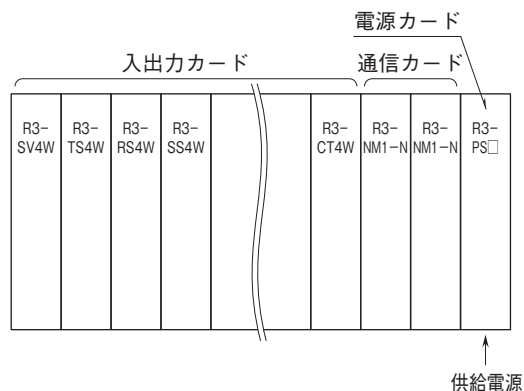 電源カード
入出力カード
通信カード
R3−
SV4W
R3−
TS4W
R3−
RS4W
R3−
SS4W
R3−
CT4W
R3−
NM1−N
R3−
NM1−N
R3−
PS□
供給電源